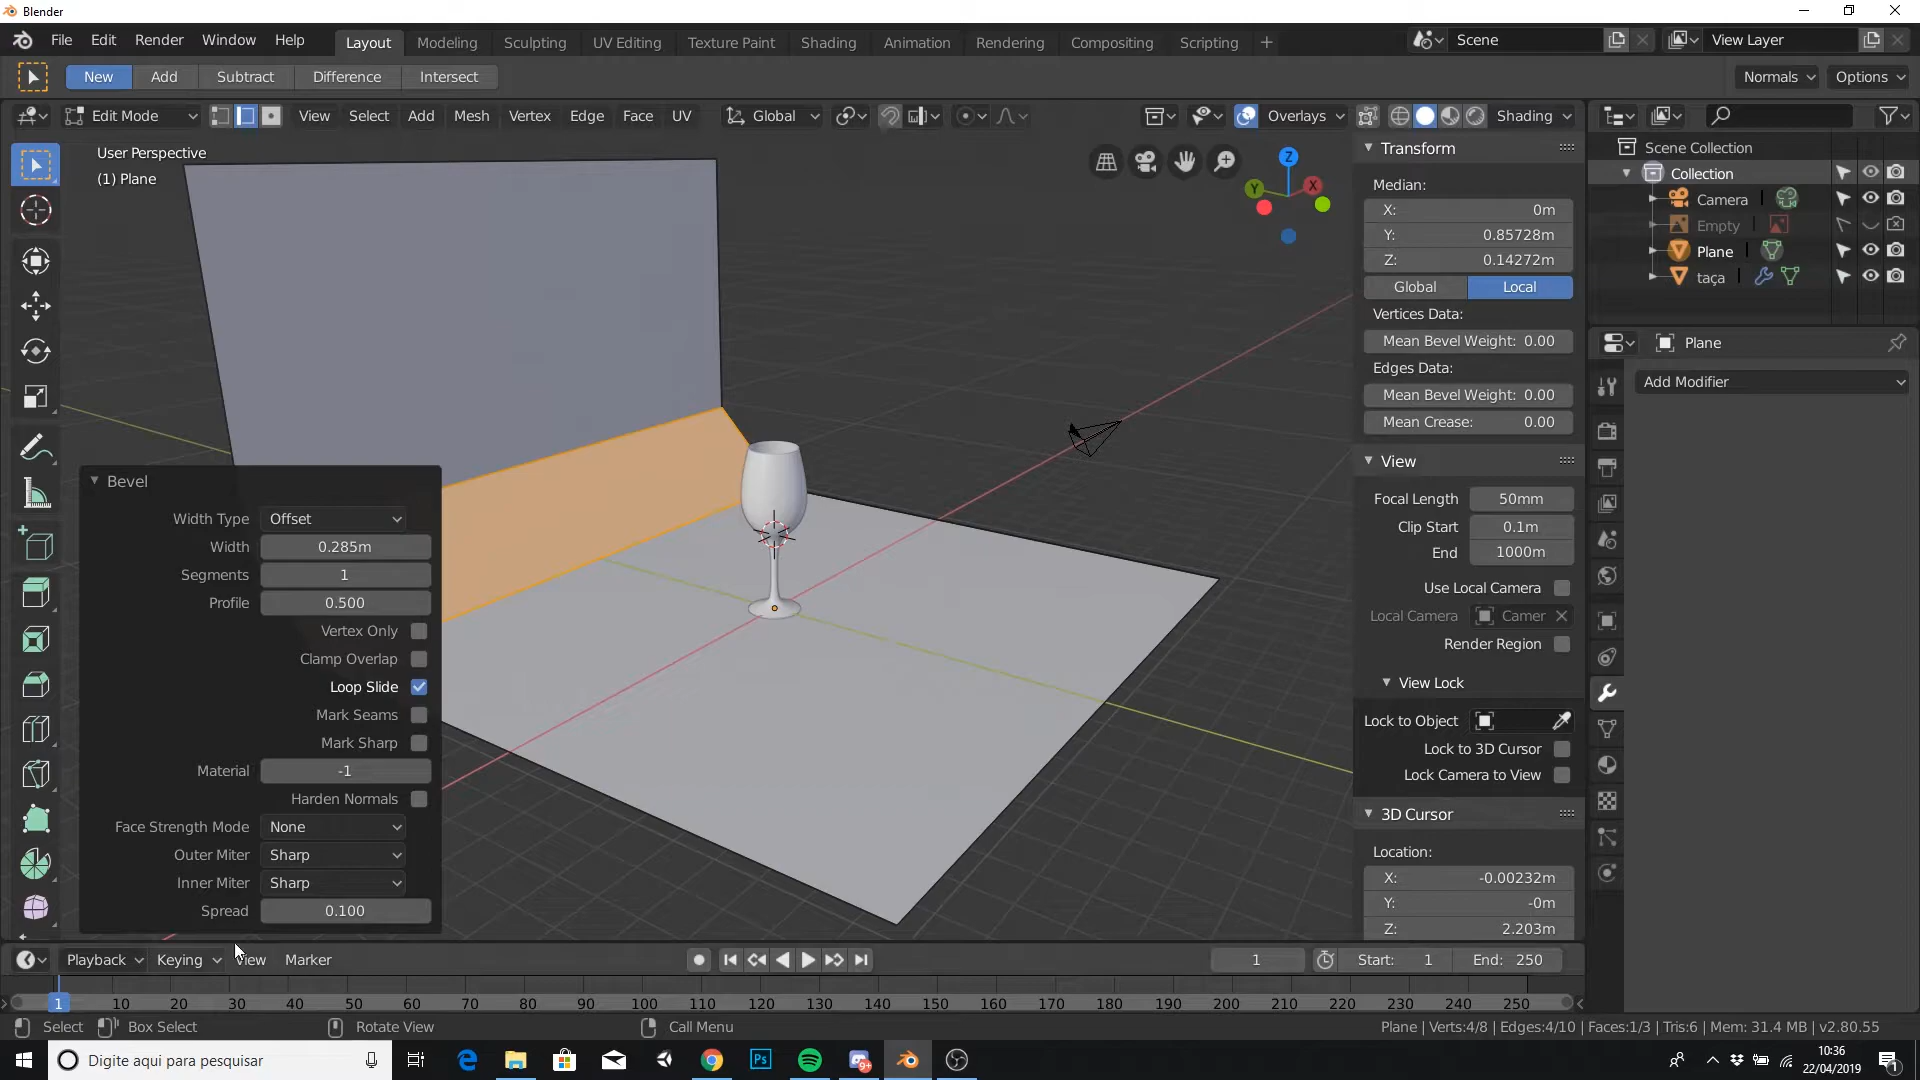 Blender
File Edit Render Window Help Layout Modeling Sculpting UV Editing Texture Paint Shading Animation Rendering Compositing Scripting + Scene View Layer
New Add Subtract Difference Intersect Normals Options
Edit Mode View Select Add Mesh Vertex Edge Face UV Global Overlays Shading
User Perspective
(1) Plane
Z
Y
X
Transform
Median:
X: 0m
Y: 0.85728m
Z: 0.14272m
Global Local
Vertices Data:
Mean Bevel Weight: 0.00
Edges Data:
Mean Bevel Weight: 0.00
Mean Crease: 0.00
View
Focal Length 50mm
Clip Start 0.1m
End 1000m
Use Local Camera
Local Camera Camer
Render Region
View Lock
Lock to Object
Lock to 3D Cursor
Lock Camera to View
3D Cursor
Location:
X: -0.00232m
Y: -0m
Z: 2.203m
Scene Collection
Collection
Camera
Empty
Plane
taça
Plane
Add Modifier
Bevel
Width Type Offset
Width 0.285m
Segments 1
Profile 0.500
Vertex Only
Clamp Overlap
Loop Slide
Mark Seams
Mark Sharp
Material -1
Harden Normals
Face Strength Mode None
Outer Miter Sharp
Inner Miter Sharp
Spread 0.100
Playback Keying View Marker 1 Start: 1 End: 250
1 10 20 30 40 50 60 70 80 90 100 110 120 130 140 150 160 170 180 190 200 210 220 230 240 250
Select Box Select Rotate View Call Menu Plane | Verts:4/8 | Edges:4/10 | Faces:1/3 | Tris:6 | Mem: 31.4 MB | v2.80.55
Digite aqui para pesquisar
Ps
10:36
22/04/2019
1